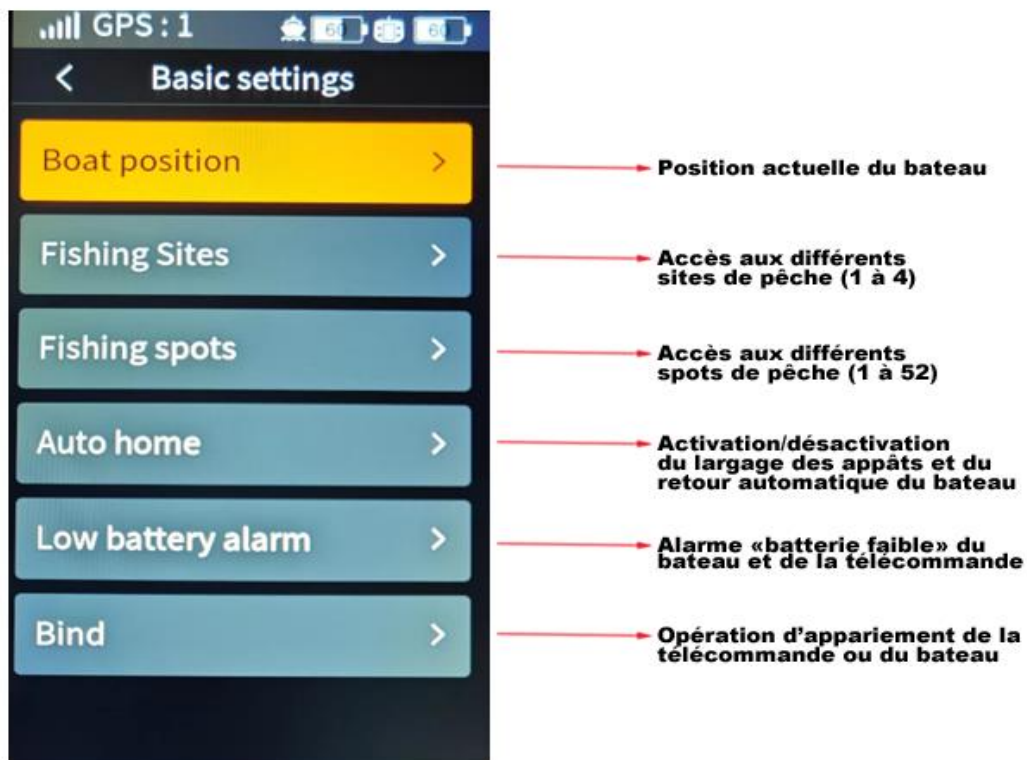 GPS : 1
60
60
Basic settings
Boat position
Position actuelle du bateau
Fishing Sites
Accès aux différents
sites de pêche (1 à 4)
Fishing spots
Accès aux différents
spots de pêche (1 à 52)
Auto home
Activation/désactivation
du largage des appâts et du
retour automatique du bateau
Low battery alarm
Alarme «batterie faible» du
bateau et de la télécommande
Bind
Opération d'appariement de la
télécommande ou du bateau